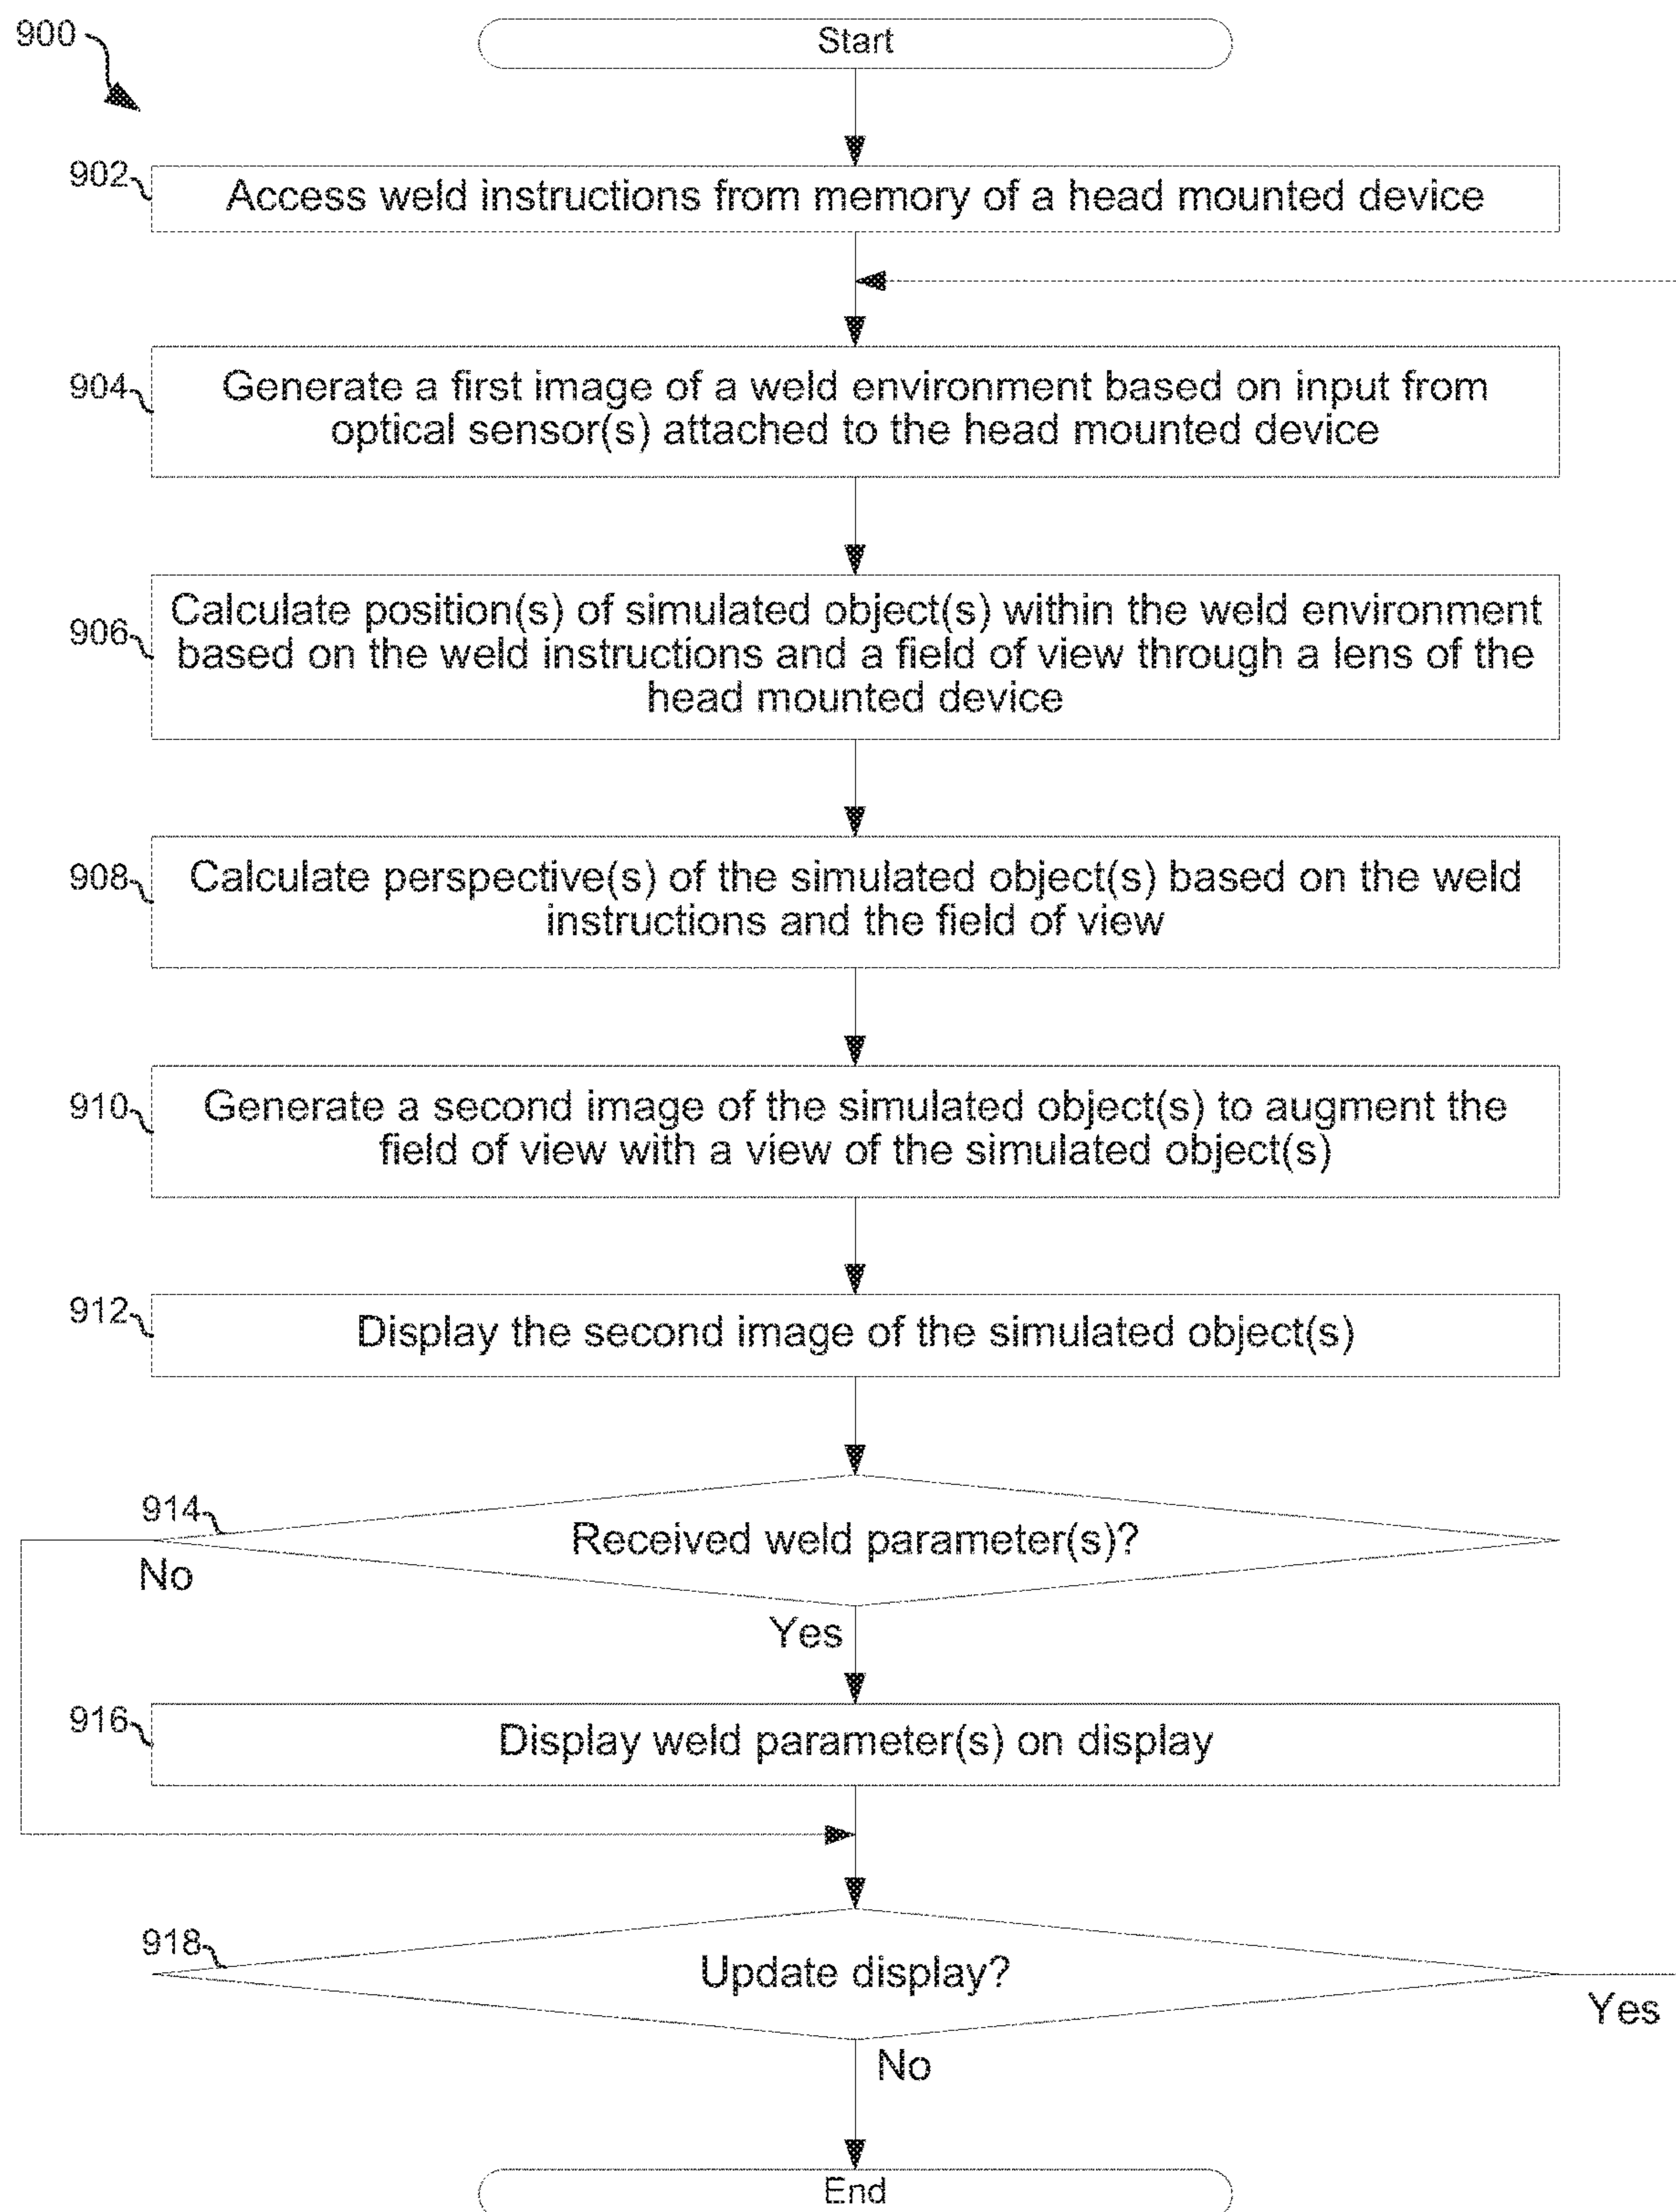 900
Start
902
Access weld instructions from memory of a head mounted device
904
Generate a first image of a weld environment based on input from
optical sensor(s) attached to the head mounted device
906
Calculate position(s) of simulated object(s) within the weld environment
based on the weld instructions and a field of view through a lens of the
head mounted device
908
Calculate perspective(s) of the simulated object(s) based on the weld
instructions and the field of view
910
Generate a second image of the simulated object(s) to augment the
field of view with a view of the simulated object(s)
912
Display the second image of the simulated object(s)
914
Received weld parameter(s)?
No
Yes
916
Display weld parameter(s) on display
918
Update display?
Yes
No
End